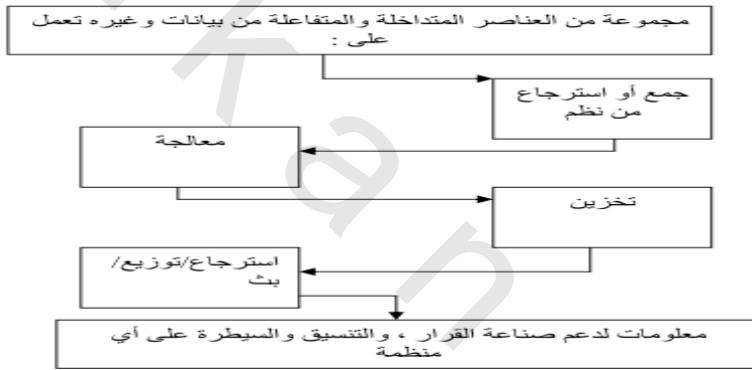 مجموعة من العناصر المتداخلة والمتفاعلة من بيانات وغيره تعمل
على :
جمع أو استرجاع
من نظم
معالجة
تخزين
استرجاع/توزيع/
بث
معلومات لدعم صناعة القرار ، والتنسيق والسيطرة على أي
منظمة